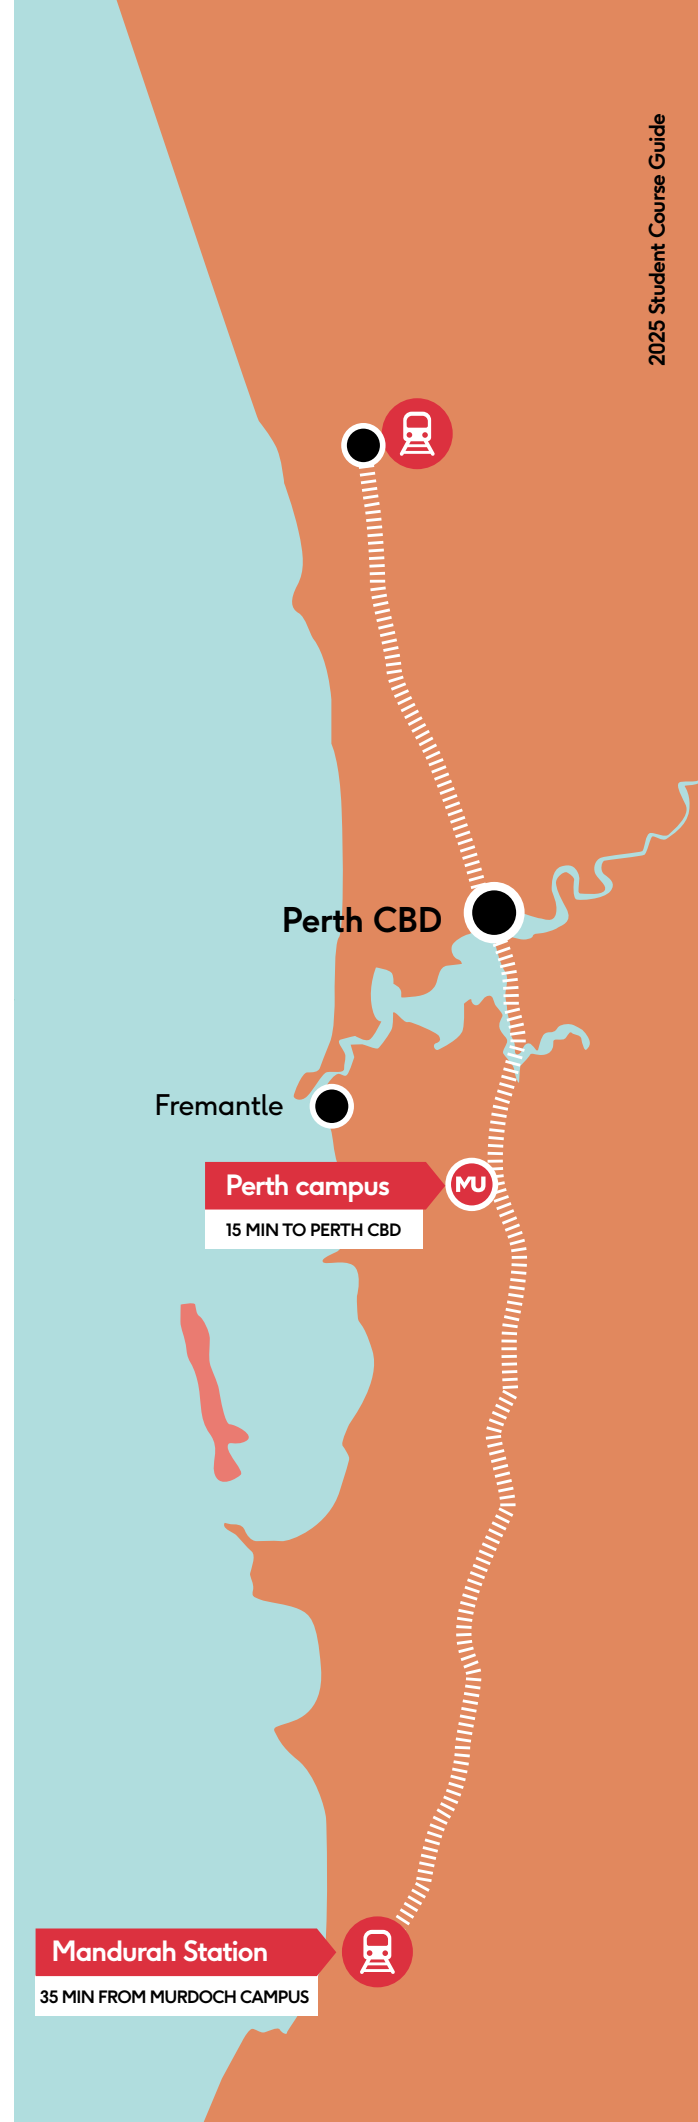 2025 Student Course Guide
Perth CBD
Fremantle
Perth campus
MU
15 MIN TO PERTH CBD
Mandurah Station
35 MIN FROM MURDOCH CAMPUS